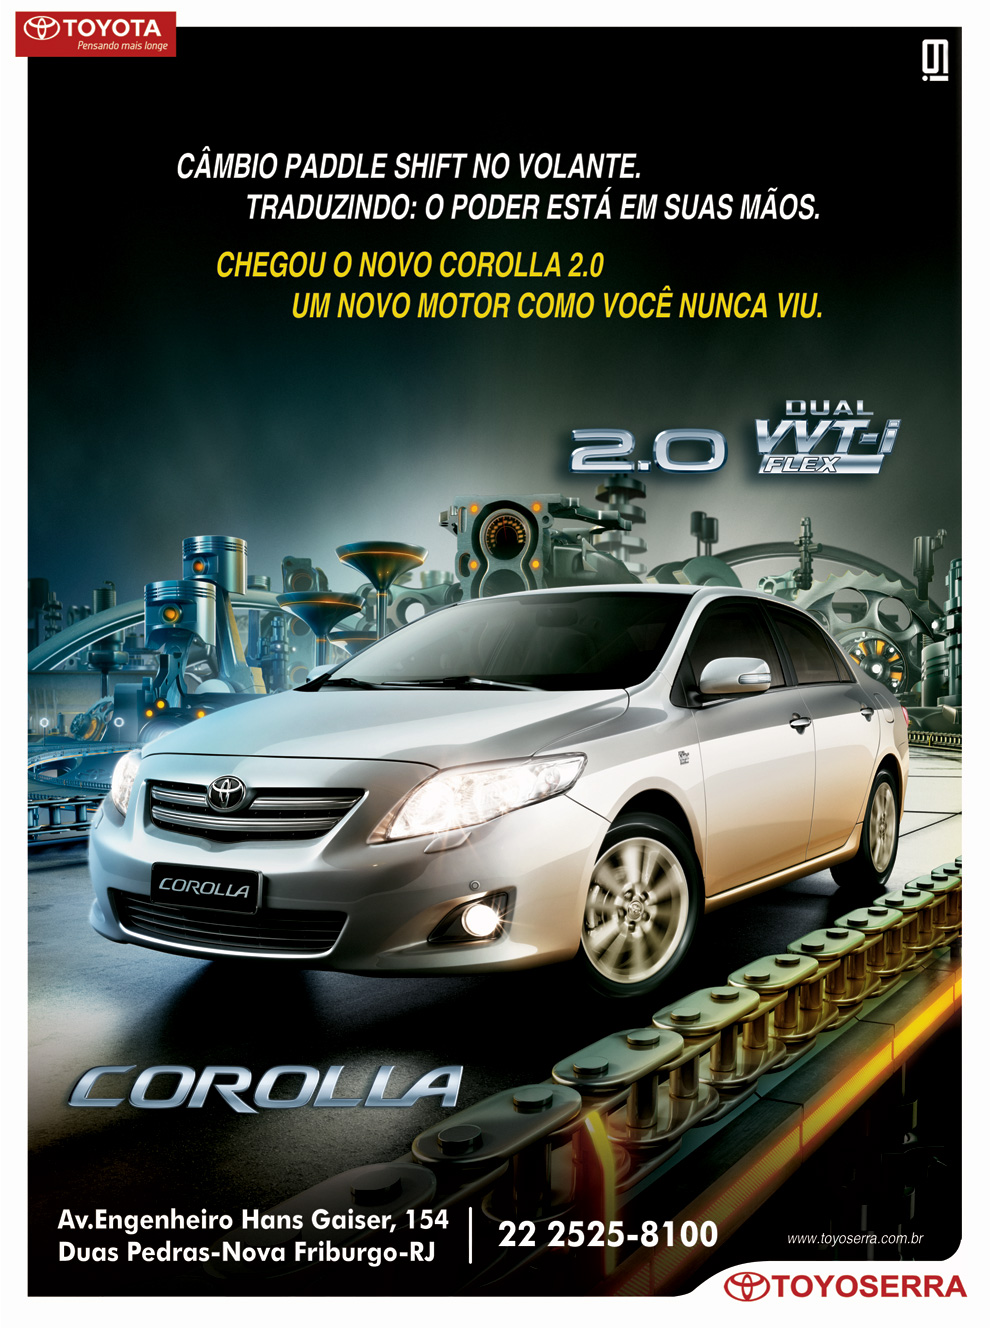 TOYOTA
Pensando mais longe
CÂMBIO PADDLE SHIFT NO VOLANTE.
TRADUZINDO: O PODER ESTÁ EM SUAS MÃOS.
CHEGOU O NOVO COROLLA 2.0
UM NOVO MOTOR COMO VOCÊ NUNCA VIU.
2.0 DUAL
VVT-i
FLEX
COROLLA
COROLLA
Av.Engenheiro Hans Gaiser, 154
Duas Pedras-Nova Friburgo-RJ
22 2525-8100
www.toyoserra.com.br
TOYOSERRA